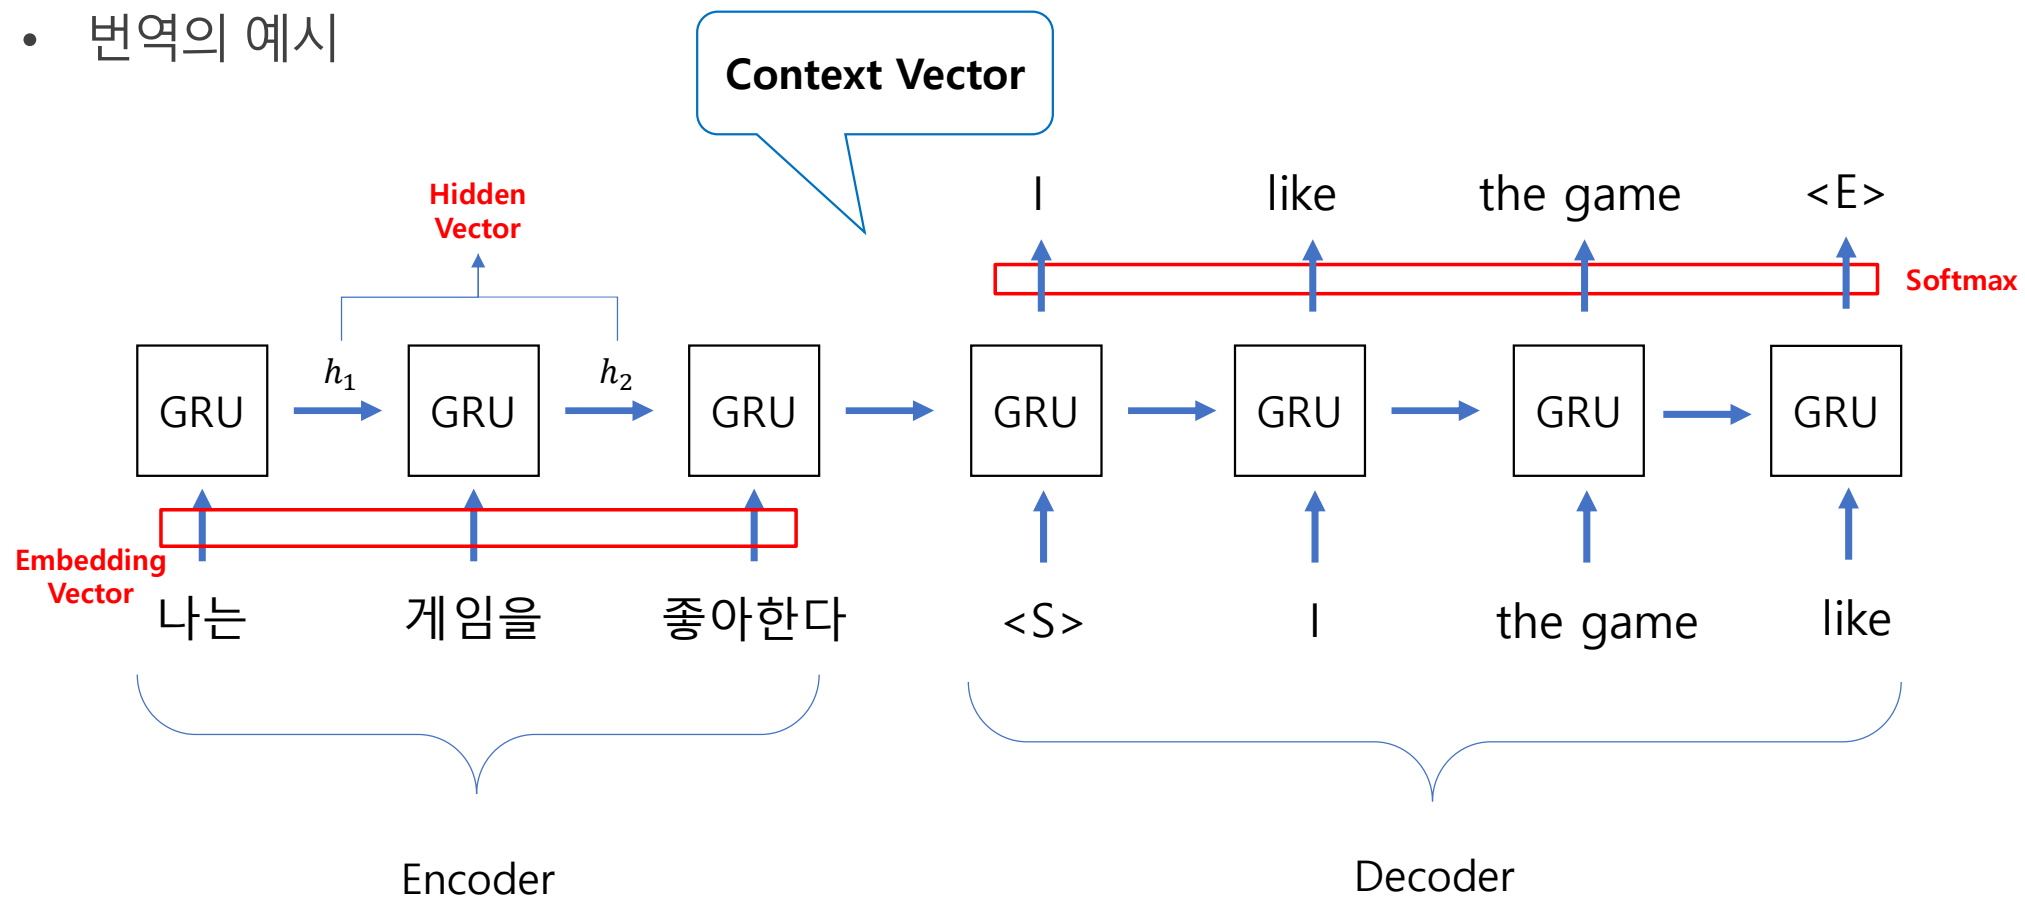 • 번역의 예시
Context Vector
Hidden
Vector
I like the game <E>
Softmax
h₁ h₂
GRU GRU GRU GRU GRU GRU GRU
Embedding
Vector
나는 게임을 좋아한다 <S> I the game like
Encoder Decoder